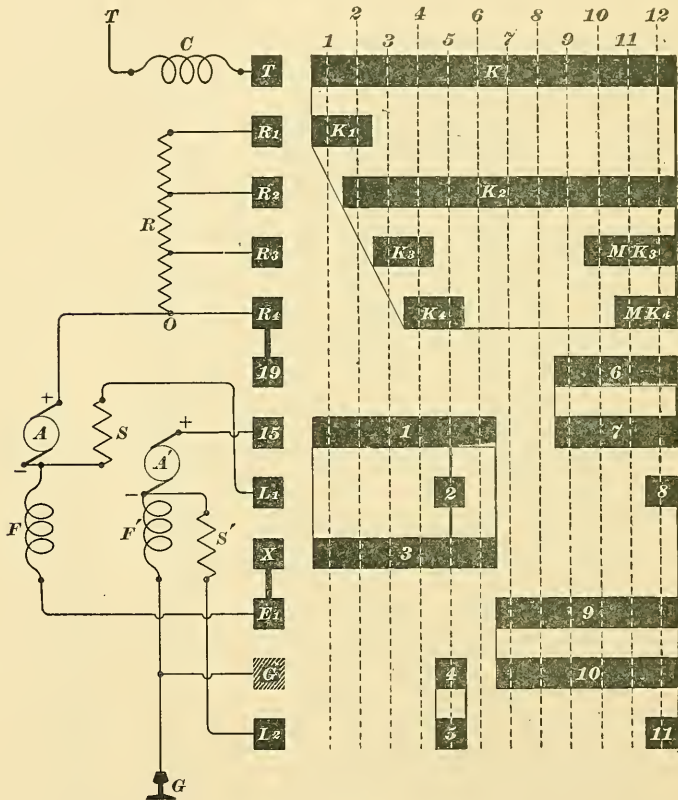 2 4 6 8 10 12
1 3 5 7 9 11
T
C
T K
R1 K1
R2 K2
R
R3 K3 MK3
R4 K4 MK4
O
19 6
+
A S + 15 1 7
A'
− − L1 2 8
F F' S'
X 3
E1 9
G 4 10
L2 5 11
G